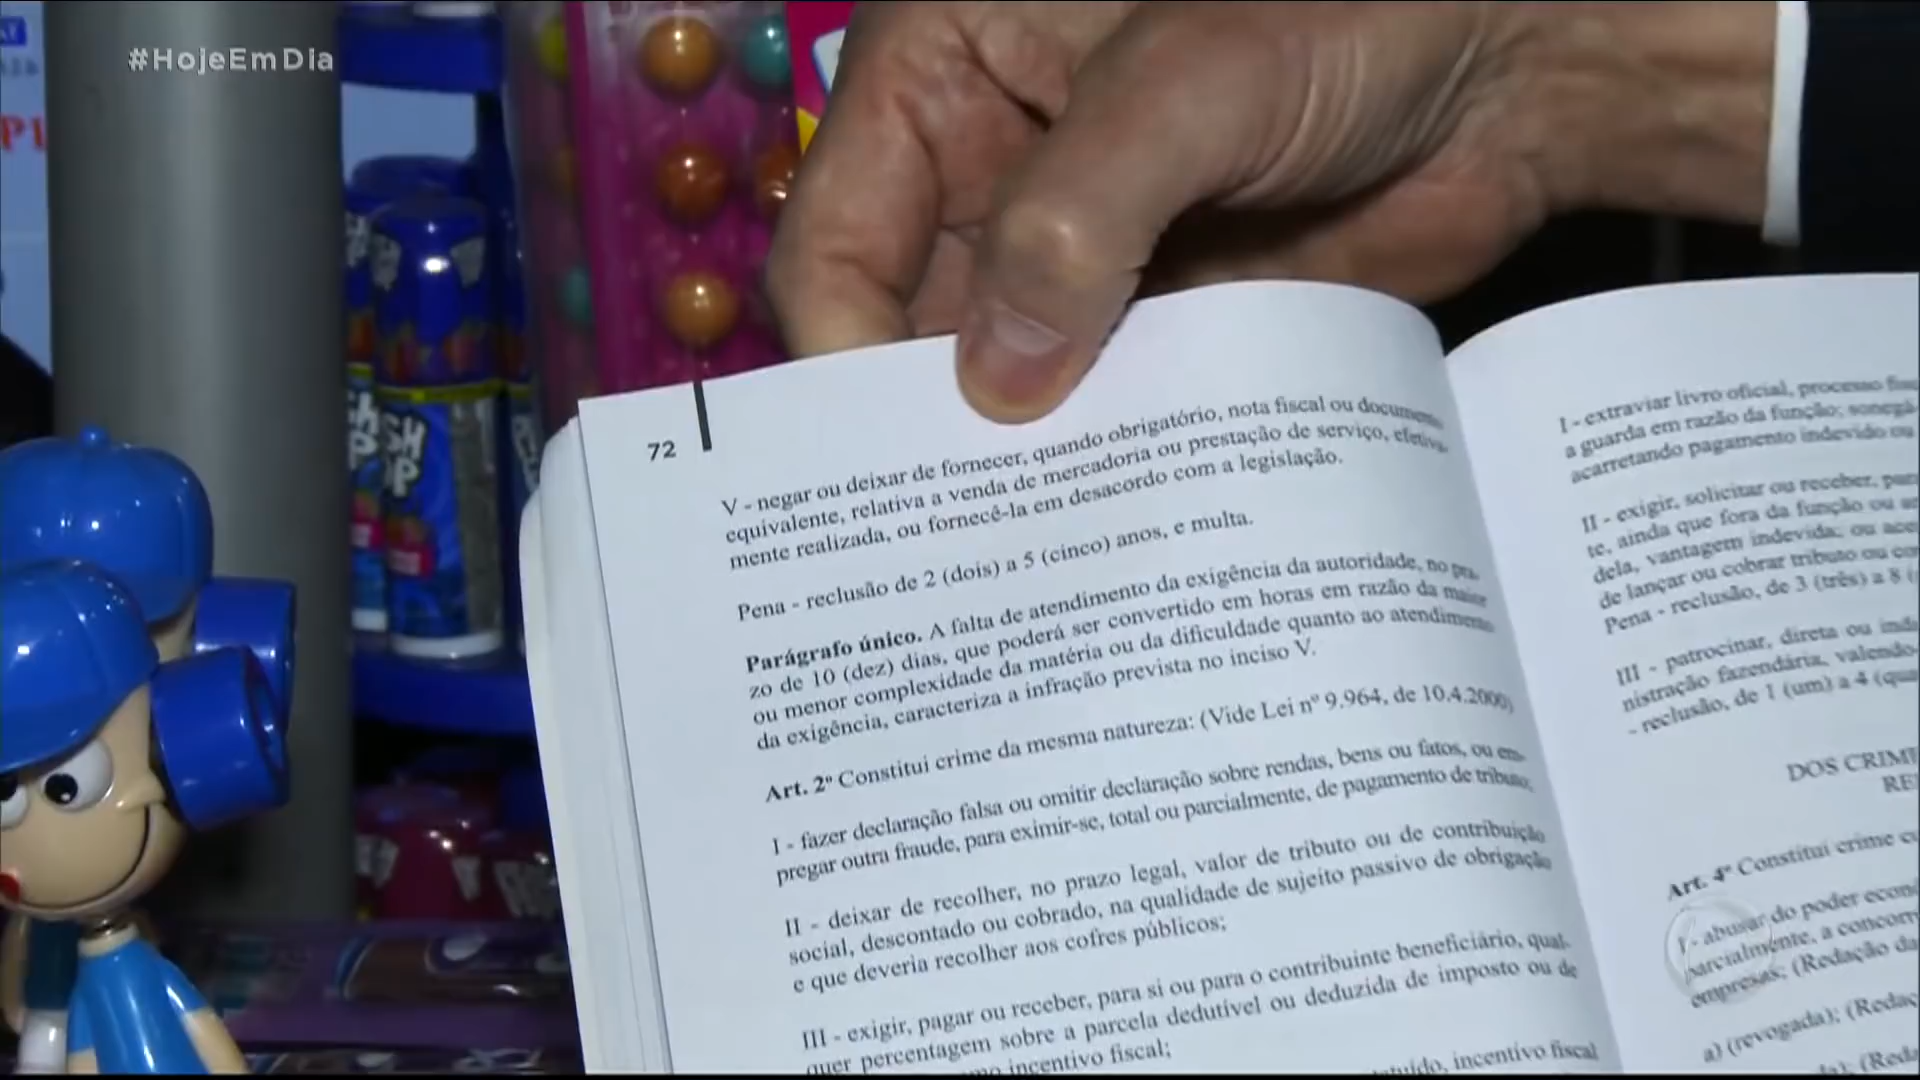 #HojeEmDia
72
V - negar ou deixar de fornecer, quando obrigatório, nota fiscal ou documento
equivalente, relativa a venda de mercadoria ou prestação de serviço, efetiva-
mente realizada, ou fornecê-la em desacordo com a legislação.
Pena - reclusão de 2 (dois) a 5 (cinco) anos, e multa.
Parágrafo único. A falta de atendimento da exigência da autoridade, no pra-
zo de 10 (dez) dias, que poderá ser convertido em horas em razão da maior
ou menor complexidade da matéria ou da dificuldade quanto ao atendimento
da exigência, caracteriza a infração prevista no inciso V.
Art. 2º Constitui crime da mesma natureza: (Vide Lei nº 9.964, de 10.4.2000)
I - fazer declaração falsa ou omitir declaração sobre rendas, bens ou fatos, ou em-
pregar outra fraude, para eximir-se, total ou parcialmente, de pagamento de tributo;
II - deixar de recolher, no prazo legal, valor de tributo ou de contribuição
social, descontado ou cobrado, na qualidade de sujeito passivo de obrigação
e que deveria recolher aos cofres públicos;
III - exigir, pagar ou receber, para si ou para o contribuinte beneficiário, qual-
quer percentagem sobre a parcela dedutível ou deduzida de imposto ou de
incentivo fiscal;
incentivo fiscal
I - extraviar livro oficial, processo
a guarda em razão da função;
acarretando pagamento indevido ou
II - exigir, solicitar ou receber,
te, ainda que fora da função ou
dela, vantagem indevida; ou
de lançar ou cobrar tributo ou
Pena - reclusão, de 3 (três) a 8
III - patrocinar, direta ou
nistração fazendária,
- reclusão, de 1 (um) a 4
DOS
Art. 4º Constitui crime
I - abusar do poder
parcialmente, a
empresas; (Redação
a) (revogada);